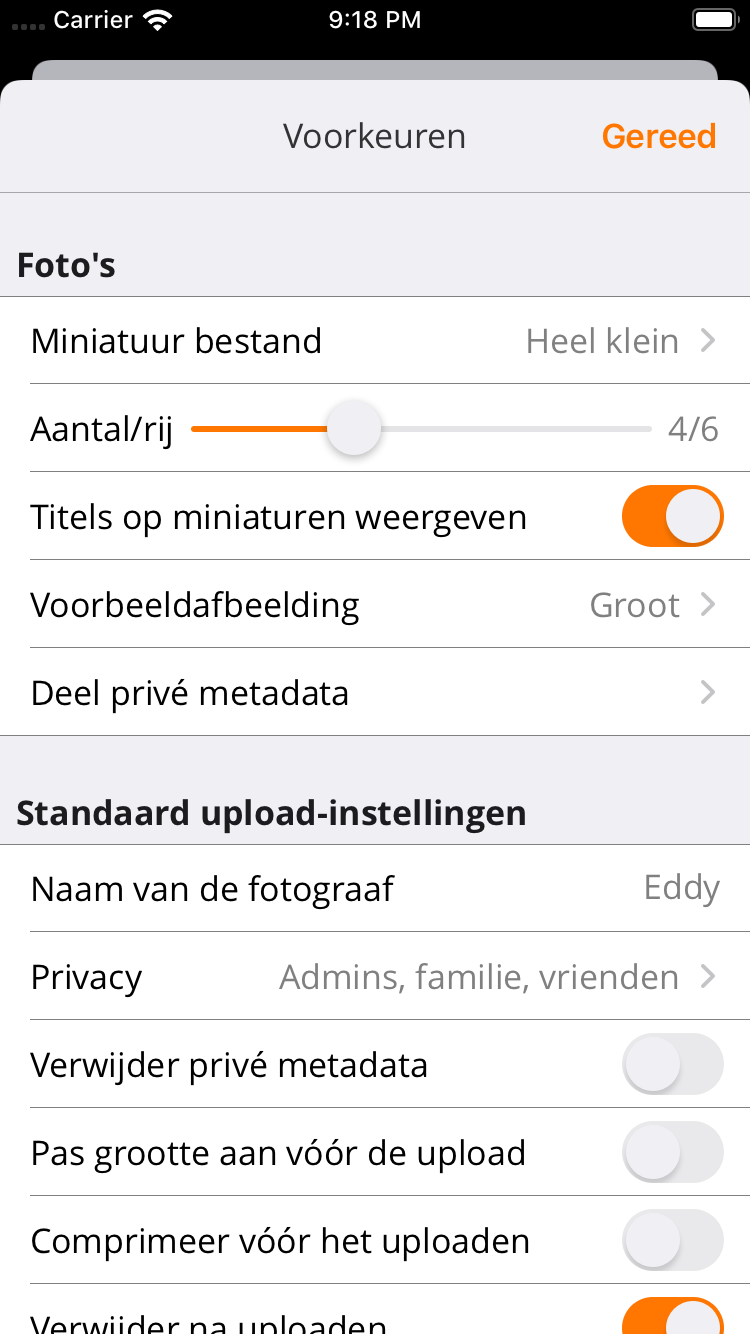 Carrier 9:18 PM
Voorkeuren Gereed
Foto's
Miniatuur bestand Heel klein
Aantal/rij 4/6
Titels op miniaturen weergeven
Voorbeeldafbeelding Groot
Deel privé metadata
Standaard upload-instellingen
Naam van de fotograaf Eddy
Privacy Admins, familie, vrienden
Verwijder privé metadata
Pas grootte aan vóór de upload
Comprimeer vóór het uploaden
Verwijder na uploaden